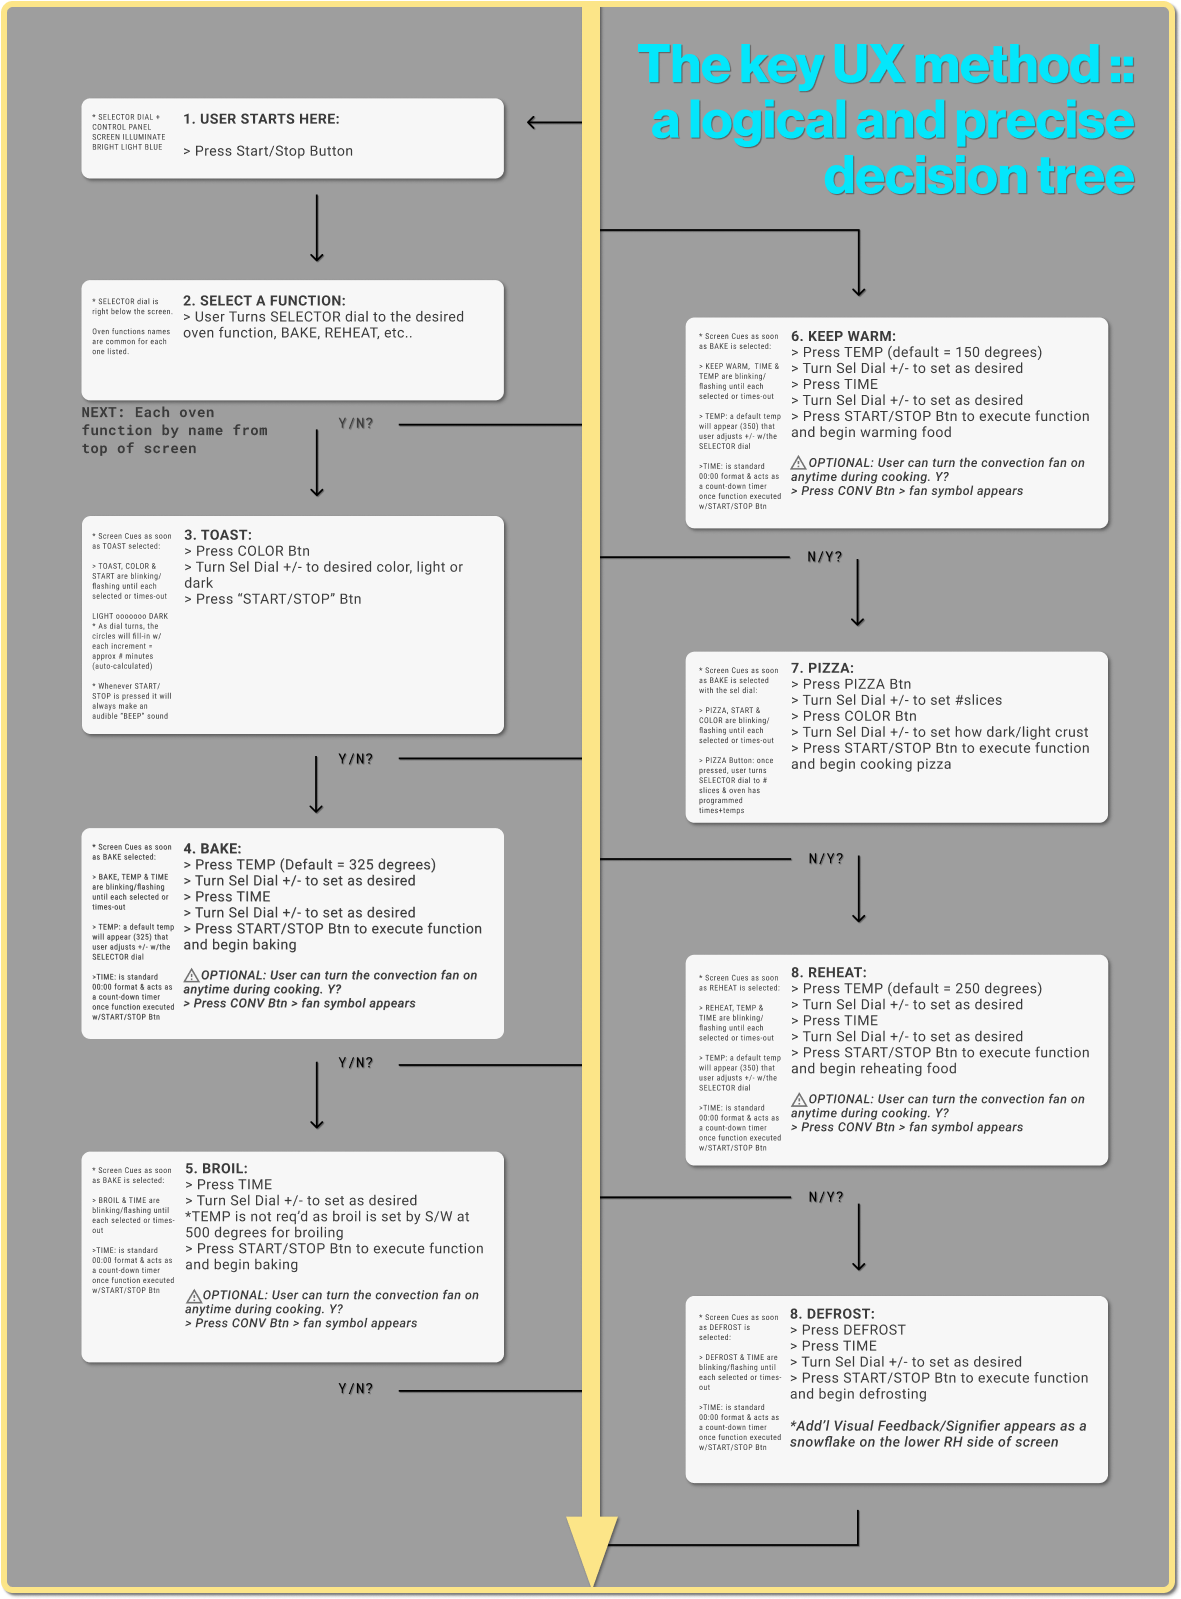 The key UX method ::
a logical and precise
decision tree
* SELECTOR DIAL +
CONTROL PANEL
SCREEN ILLUMINATE
BRIGHT LIGHT BLUE
1. USER STARTS HERE:
> Press Start/Stop Button
* SELECTOR dial is
right below the screen.
Oven functions names
are common for each
one listed.
2. SELECT A FUNCTION:
> User Turns SELECTOR dial to the desired
oven function, BAKE, REHEAT, etc..
NEXT: Each oven
function by name from
top of screen
Y/N?
* Screen Cues as soon
as TOAST selected:
> TOAST, COLOR &
START are blinking/
flashing until each
selected or times-out
LIGHT ooooooo DARK
* As dial turns, the
circles will fill-in w/
each increment =
approx # minutes
(auto-calculated)
* Whenever START/
STOP is pressed it will
always make an
audible "BEEP" sound
3. TOAST:
> Press COLOR Btn
> Turn Sel Dial +/- to desired color, light or
dark
> Press “START/STOP” Btn
Y/N?
* Screen Cues as soon
as BAKE selected:
> BAKE, TEMP & TIME
are blinking/flashing
until each selected or
times-out
> TEMP: a default temp
will appear (325) that
user adjusts +/- w/the
SELECTOR dial
>TIME: is standard
00:00 format & acts as
a count-down timer
once function executed
w/START/STOP Btn
4. BAKE:
> Press TEMP (Default = 325 degrees)
> Turn Sel Dial +/- to set as desired
> Press TIME
> Turn Sel Dial +/- to set as desired
> Press START/STOP Btn to execute function
and begin baking
OPTIONAL: User can turn the convection fan on
anytime during cooking. Y?
> Press CONV Btn > fan symbol appears
Y/N?
* Screen Cues as soon
as BAKE is selected:
> BROIL & TIME are
blinking/flashing until
each selected or times-
out
>TIME: is standard
00:00 format & acts as
a count-down timer
once function executed
w/START/STOP Btn
5. BROIL:
> Press TIME
> Turn Sel Dial +/- to set as desired
*TEMP is not req’d as broil is set by S/W at
500 degrees for broiling
> Press START/STOP Btn to execute function
and begin baking
OPTIONAL: User can turn the convection fan on
anytime during cooking. Y?
> Press CONV Btn > fan symbol appears
Y/N?
* Screen Cues as soon
as BAKE is selected:
> KEEP WARM, TIME &
TEMP are blinking/
flashing until each
selected or times-out
> TEMP: a default temp
will appear (350) that
user adjusts +/- w/the
SELECTOR dial
>TIME: is standard
00:00 format & acts as
a count-down timer
once function executed
w/START/STOP Btn
6. KEEP WARM:
> Press TEMP (default = 150 degrees)
> Turn Sel Dial +/- to set as desired
> Press TIME
> Turn Sel Dial +/- to set as desired
> Press START/STOP Btn to execute function
and begin warming food
OPTIONAL: User can turn the convection fan on
anytime during cooking. Y?
> Press CONV Btn > fan symbol appears
N/Y?
* Screen Cues as soon
as BAKE is selected
with the sel dial:
> PIZZA, START &
COLOR are blinking/
flashing until each
selected or times-out
> PIZZA Button: once
pressed, user turns
SELECTOR dial to #
slices & oven has
programmed
times+temps
7. PIZZA:
> Press PIZZA Btn
> Turn Sel Dial +/- to set #slices
> Press COLOR Btn
> Turn Sel Dial +/- to set how dark/light crust
> Press START/STOP Btn to execute function
and begin cooking pizza
N/Y?
* Screen Cues as soon
as REHEAT is selected:
> REHEAT, TEMP &
TIME are blinking/
flashing until each
selected or times-out
> TEMP: a default temp
will appear (350) that
user adjusts +/- w/the
SELECTOR dial
>TIME: is standard
00:00 format & acts as
a count-down timer
once function executed
w/START/STOP Btn
8. REHEAT:
> Press TEMP (default = 250 degrees)
> Turn Sel Dial +/- to set as desired
> Press TIME
> Turn Sel Dial +/- to set as desired
> Press START/STOP Btn to execute function
and begin reheating food
OPTIONAL: User can turn the convection fan on
anytime during cooking. Y?
> Press CONV Btn > fan symbol appears
N/Y?
* Screen Cues as soon
as DEFROST is
selected:
> DEFROST & TIME are
blinking/flashing until
each selected or times-
out
>TIME: is standard
00:00 format & acts as
a count-down timer
once function executed
w/START/STOP Btn
8. DEFROST:
> Press DEFROST
> Press TIME
> Turn Sel Dial +/- to set as desired
> Press START/STOP Btn to execute function
and begin defrosting
*Add’l Visual Feedback/Signifier appears as a
snowflake on the lower RH side of screen